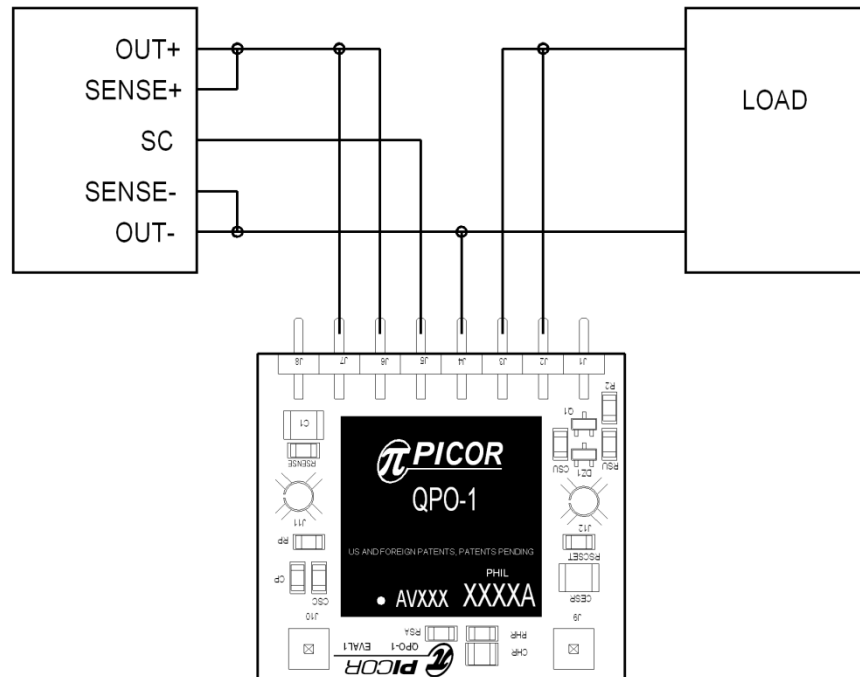 OUT+
SENSE+
SC
SENSE-
OUT-
LOAD
J8
J7
J6
J5
J4
J3
J2
J1
C1
RSENSE
J11
RP
CP
CSC
J10
π PICOR
QPO-1
US AND FOREIGN PATENTS, PATENTS PENDING
PHIL
AVXXX XXXXA
R2
Q1
CSU
RSU
DZ1
J12
RSCSET
CESR
J9
RSA
RHR
CHR
QPO-1 EVAL1
π PICOR